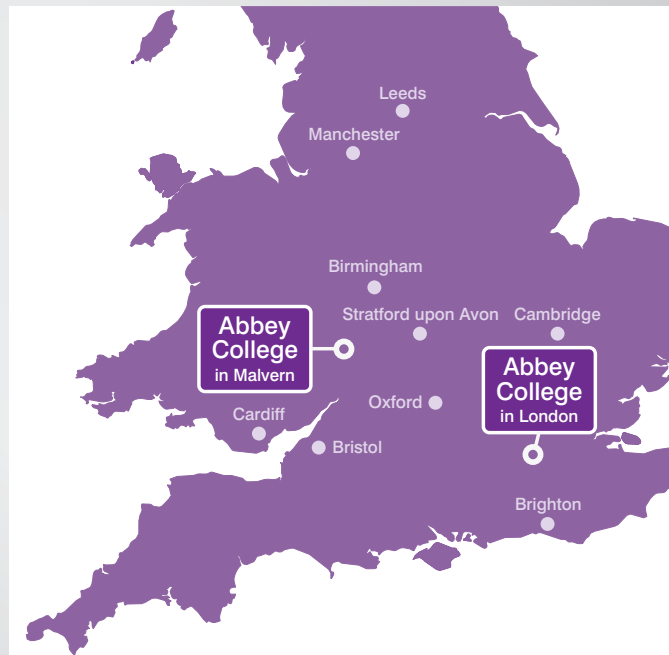 Leeds
Manchester
Birmingham
Stratford upon Avon
Cambridge
Abbey
College
in Malvern
Abbey
College
in London
Oxford
Cardiff
Bristol
Brighton